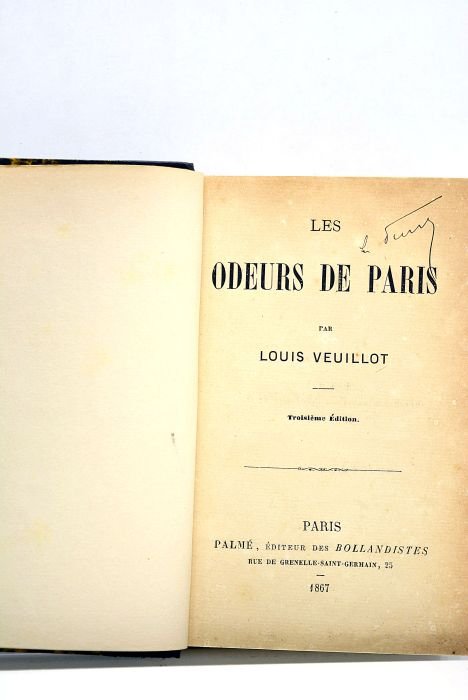 LES
ODEURS DE PARIS
PAR
LOUIS VEUILLOT
Troisième Édition.
PARIS
PALMÉ, ÉDITEUR DES BOLLANDISTES
RUE DE GRENELLE-SAINT-GERMAIN, 25
1867